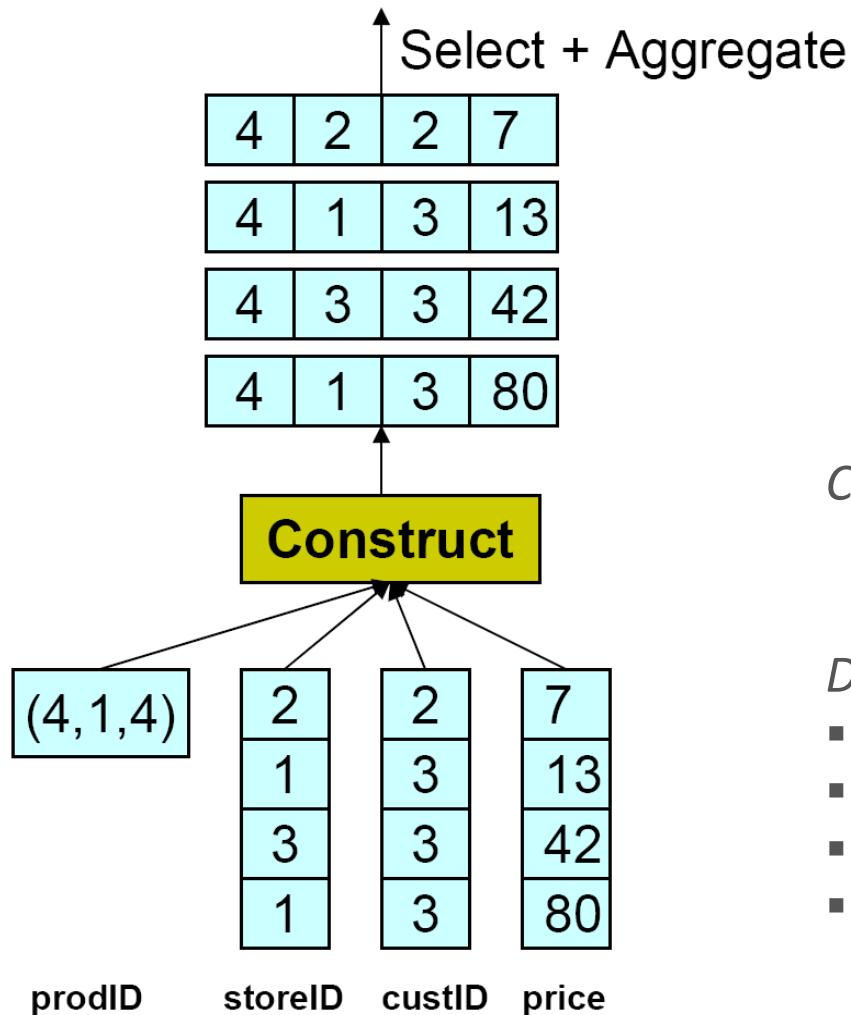 Select + Aggregate
4 2 2 7
4 1 3 13
4 3 3 42
4 1 3 80
C
Construct
D
(4,1,4) 2 2 7
1 3 13
3 3 42
1 3 80
prodID storeID custID price